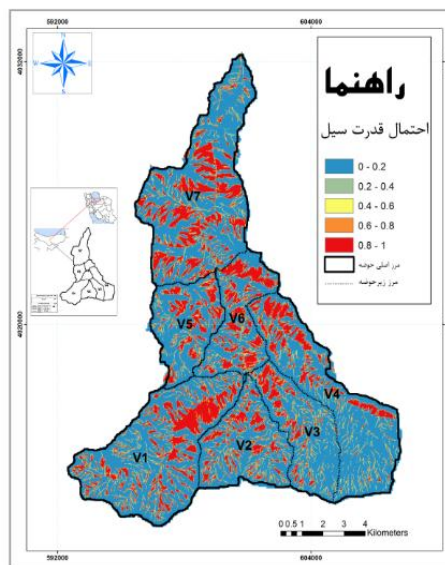 592000
604000
4032000
4020000
N
W
E
S
راهنما
احتمال قدرت سیل
0 - 0.2
0.2 - 0.4
0.4 - 0.6
0.6 - 0.8
0.8 - 1
مرز اصلی حوضه
مرز زیرحوضه
V7
V5
V6
V4
V1
V2
V3
0 0.5 1 2 3 4
Kilometers
592000
604000